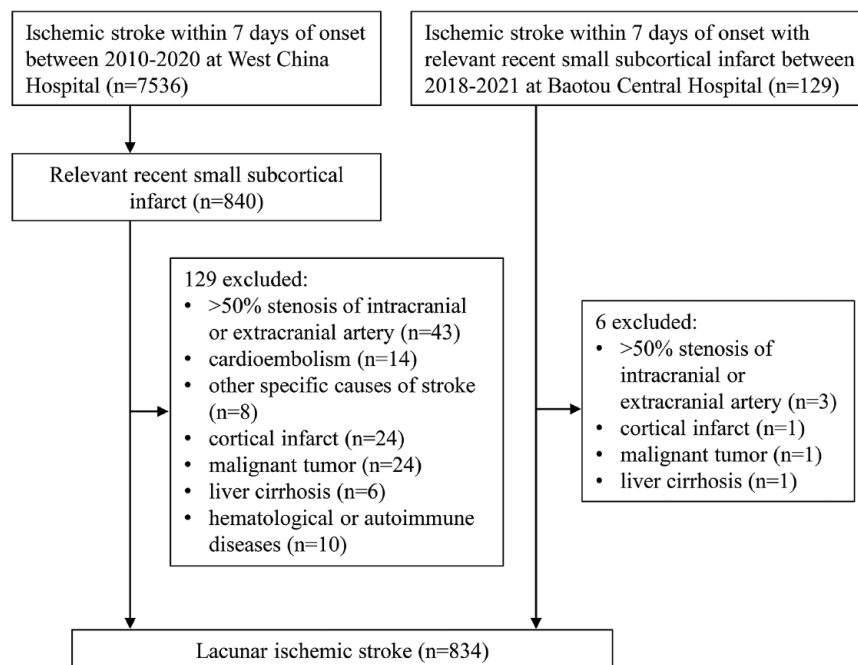 Ischemic stroke within 7 days of onset
between 2010-2020 at West China
Hospital (n=7536)
Ischemic stroke within 7 days of onset with
relevant recent small subcortical infarct between
2018-2021 at Baotou Central Hospital (n=129)
Relevant recent small subcortical
infarct (n=840)
129 excluded:
• >50% stenosis of intracranial
or extracranial artery (n=43)
• cardioembolism (n=14)
• other specific causes of stroke
(n=8)
• cortical infarct (n=24)
• malignant tumor (n=24)
• liver cirrhosis (n=6)
• hematological or autoimmune
diseases (n=10)
6 excluded:
• >50% stenosis of
intracranial or
extracranial artery (n=3)
• cortical infarct (n=1)
• malignant tumor (n=1)
• liver cirrhosis (n=1)
Lacunar ischemic stroke (n=834)